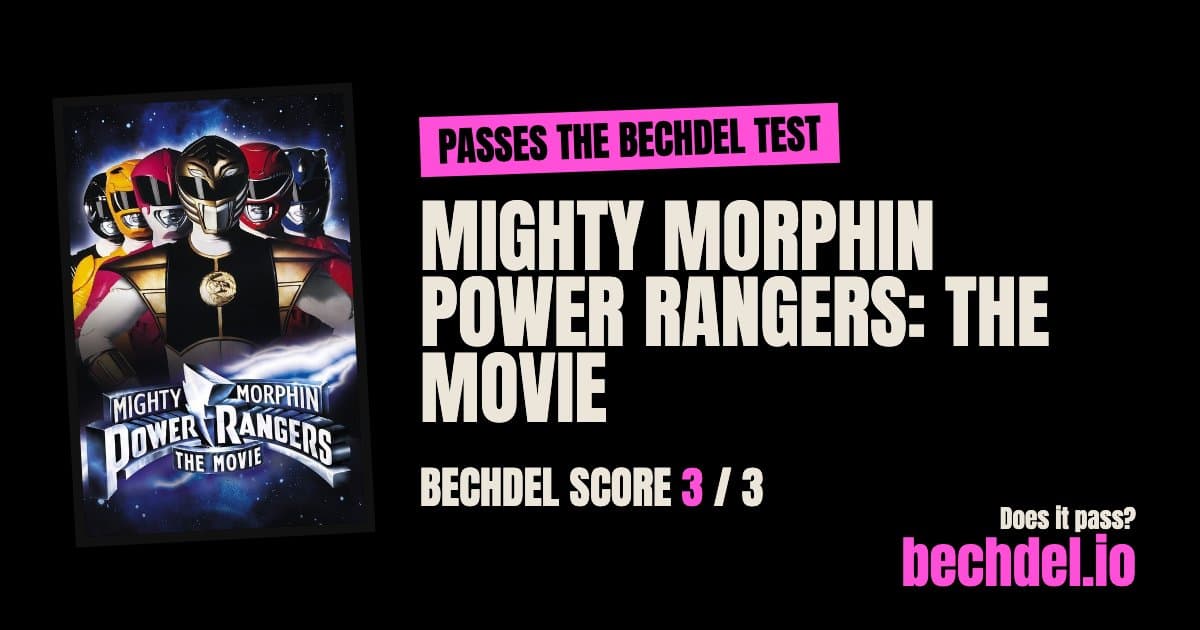 PASSES THE BECHDEL TEST
MIGHTY MORPHIN
POWER RANGERS: THE
MOVIE
BECHDEL SCORE 3 / 3
MIGHTY MORPHIN
POWER RANGERS
THE MOVIE
Does it pass?
bechdel.io